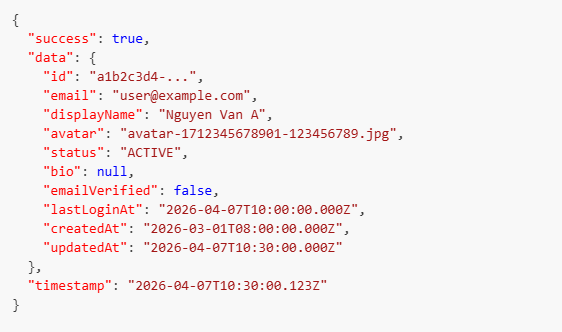 {
  "success": true,
  "data": {
    "id": "a1b2c3d4-...",
    "email": "user@example.com",
    "displayName": "Nguyen Van A",
    "avatar": "avatar-1712345678901-123456789.jpg",
    "status": "ACTIVE",
    "bio": null,
    "emailVerified": false,
    "lastLoginAt": "2026-04-07T10:00:00.000Z",
    "createdAt": "2026-03-01T08:00:00.000Z",
    "updatedAt": "2026-04-07T10:30:00.000Z"
  },
  "timestamp": "2026-04-07T10:30:00.123Z"
}